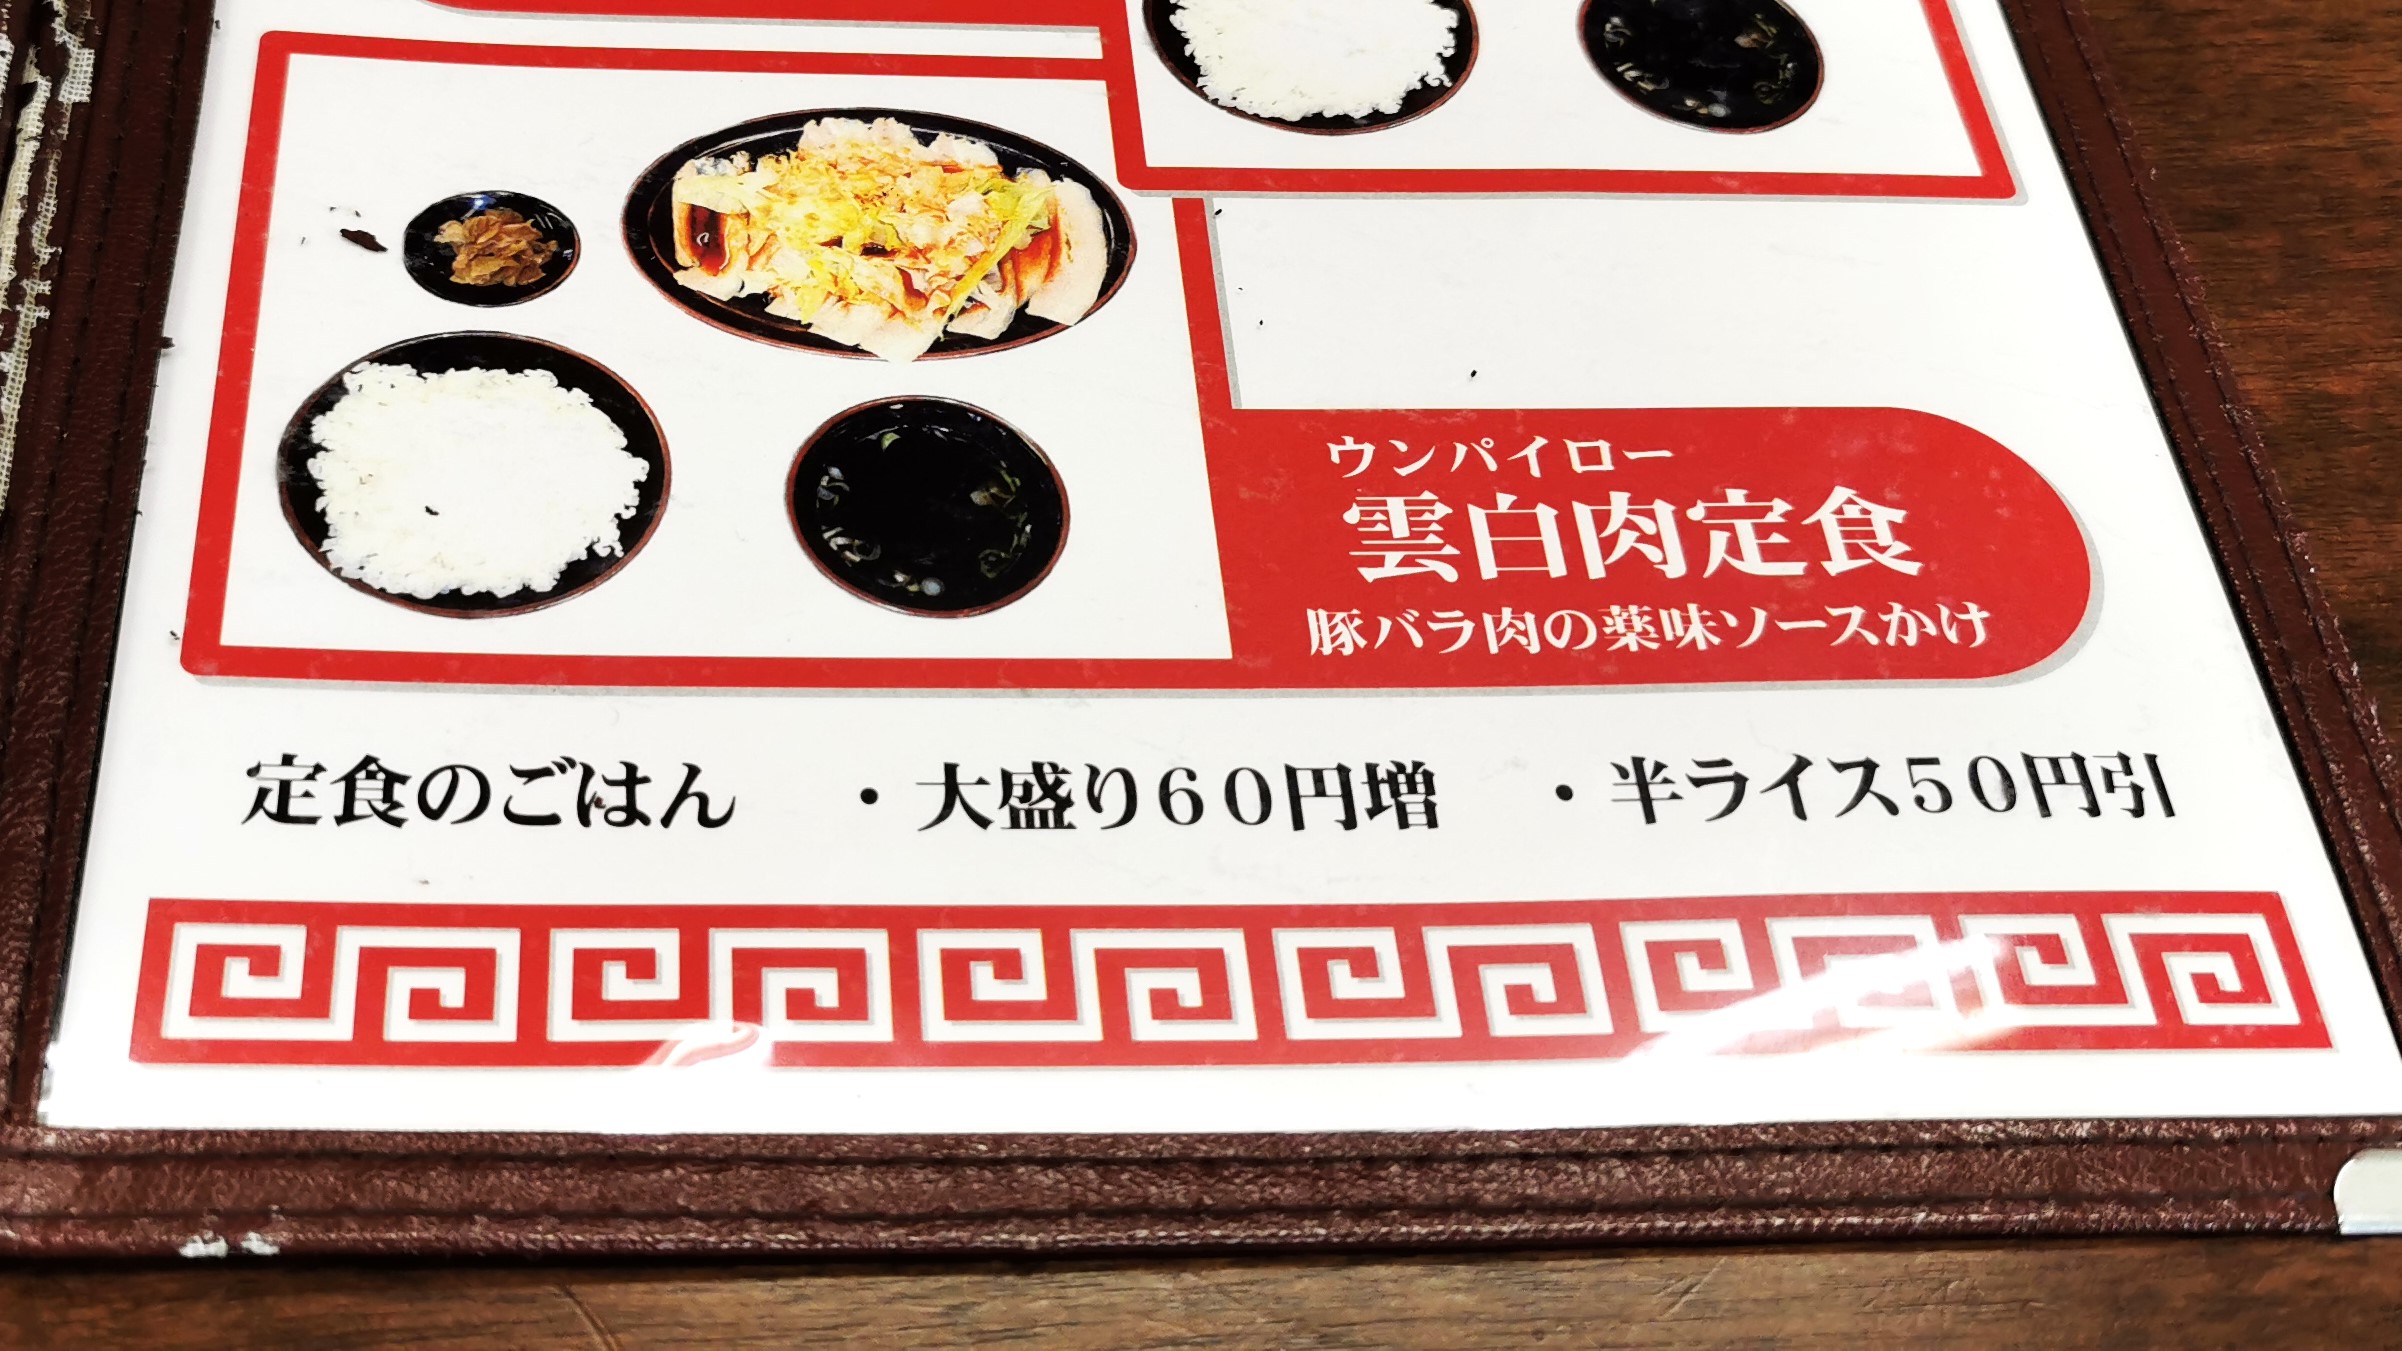 ウンパイロー
雲白肉定食
豚バラ肉の薬味ソースかけ
定食のごはん ・大盛り60円増 ・半ライス50円引